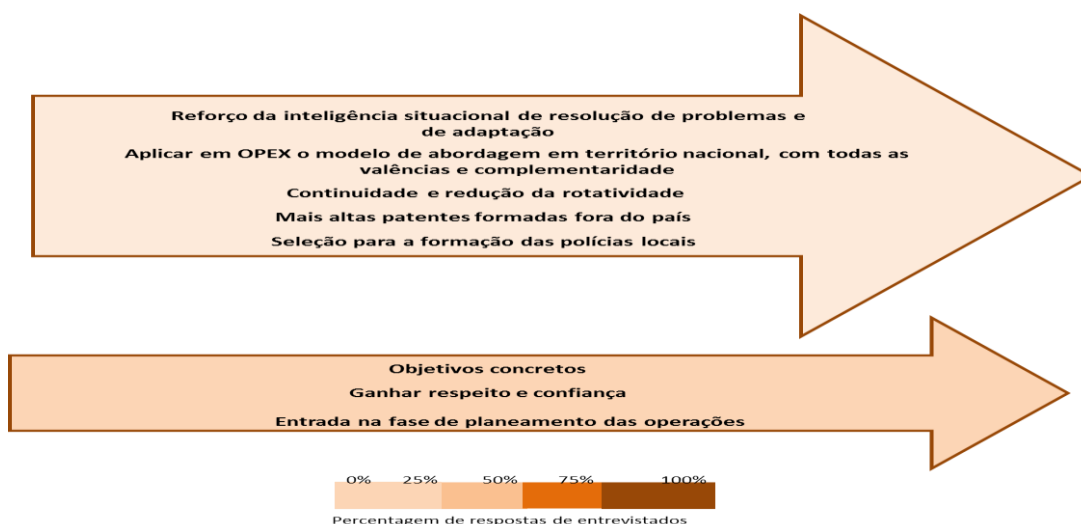 Reforço da inteligência situacional de resolução de problemas e
de adaptação
Aplicar em OPEX o modelo de abordagem em território nacional, com todas as
valências e complementaridade
Continuidade e redução da rotatividade
Mais altas patentes formadas fora do país
Seleção para a formação das polícias locais
Objetivos concretos
Ganhar respeito e confiança
Entrada na fase de planeamento das operações
0% 25% 50% 75% 100%
Percentagem de respostas de entrevistados